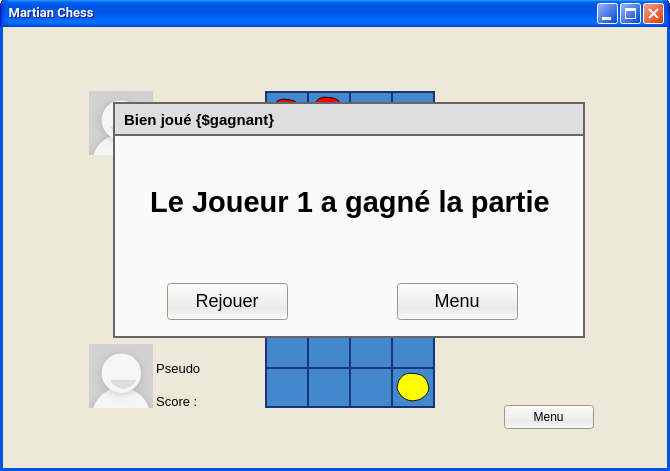 Martian Chess
Bien joué {$gagnant}
Le Joueur 1 a gagné la partie
Rejouer
Menu
Pseudo
Score :
Menu